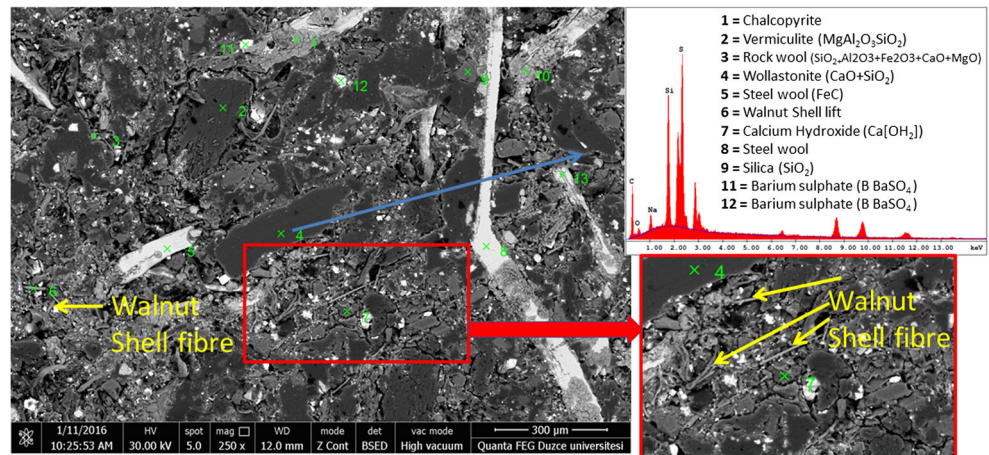 11
1
12
9
10
2
3
13
4
5
8
6
7
Walnut
Shell fibre
1/11/2016 HV spot mag WD mode det vac mode 300 µm
10:25:53 AM 30.00 kV 5.0 250 x 12.0 mm Z Cont BSED High vacuum Quanta FEG Duzce universitesi
1 = Chalcopyrite
2 = Vermiculite (MgAl₂O₃SiO₂)
3 = Rock wool (SiO₂+Al2O3+Fe2O3+CaO+MgO)
4 = Wollastonite (CaO+SiO₂)
5 = Steel wool (FeC)
6 = Walnut Shell lift
7 = Calcium Hydroxide (Ca[OH₂])
8 = Steel wool
9 = Silica (SiO₂)
11 = Barium sulphate (B BaSO₄)
12 = Barium sulphate (B BaSO₄)
S
Si
C
O
Na
1.00 2.00 3.00 4.00 5.00 6.00 7.00 8.00 9.00 10.00 11.00 12.00 13.00 keV
4
Walnut
Shell fibre
7